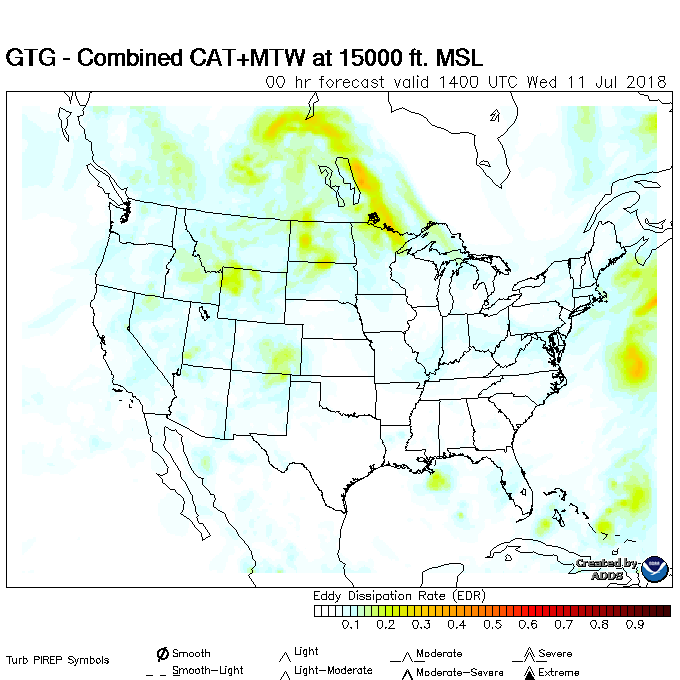 GTG - Combined CAT+MTW at 15000 ft. MSL
00 hr forecast valid 1400 UTC Wed 11 Jul 2018
Created by
ADDS
Eddy Dissipation Rate (EDR)
0.1 0.2 0.3 0.4 0.5 0.6 0.7 0.8 0.9
Turb PIREP Symbols
Smooth Light Moderate Severe
Smooth-Light Light-Moderate Moderate-Severe Extreme